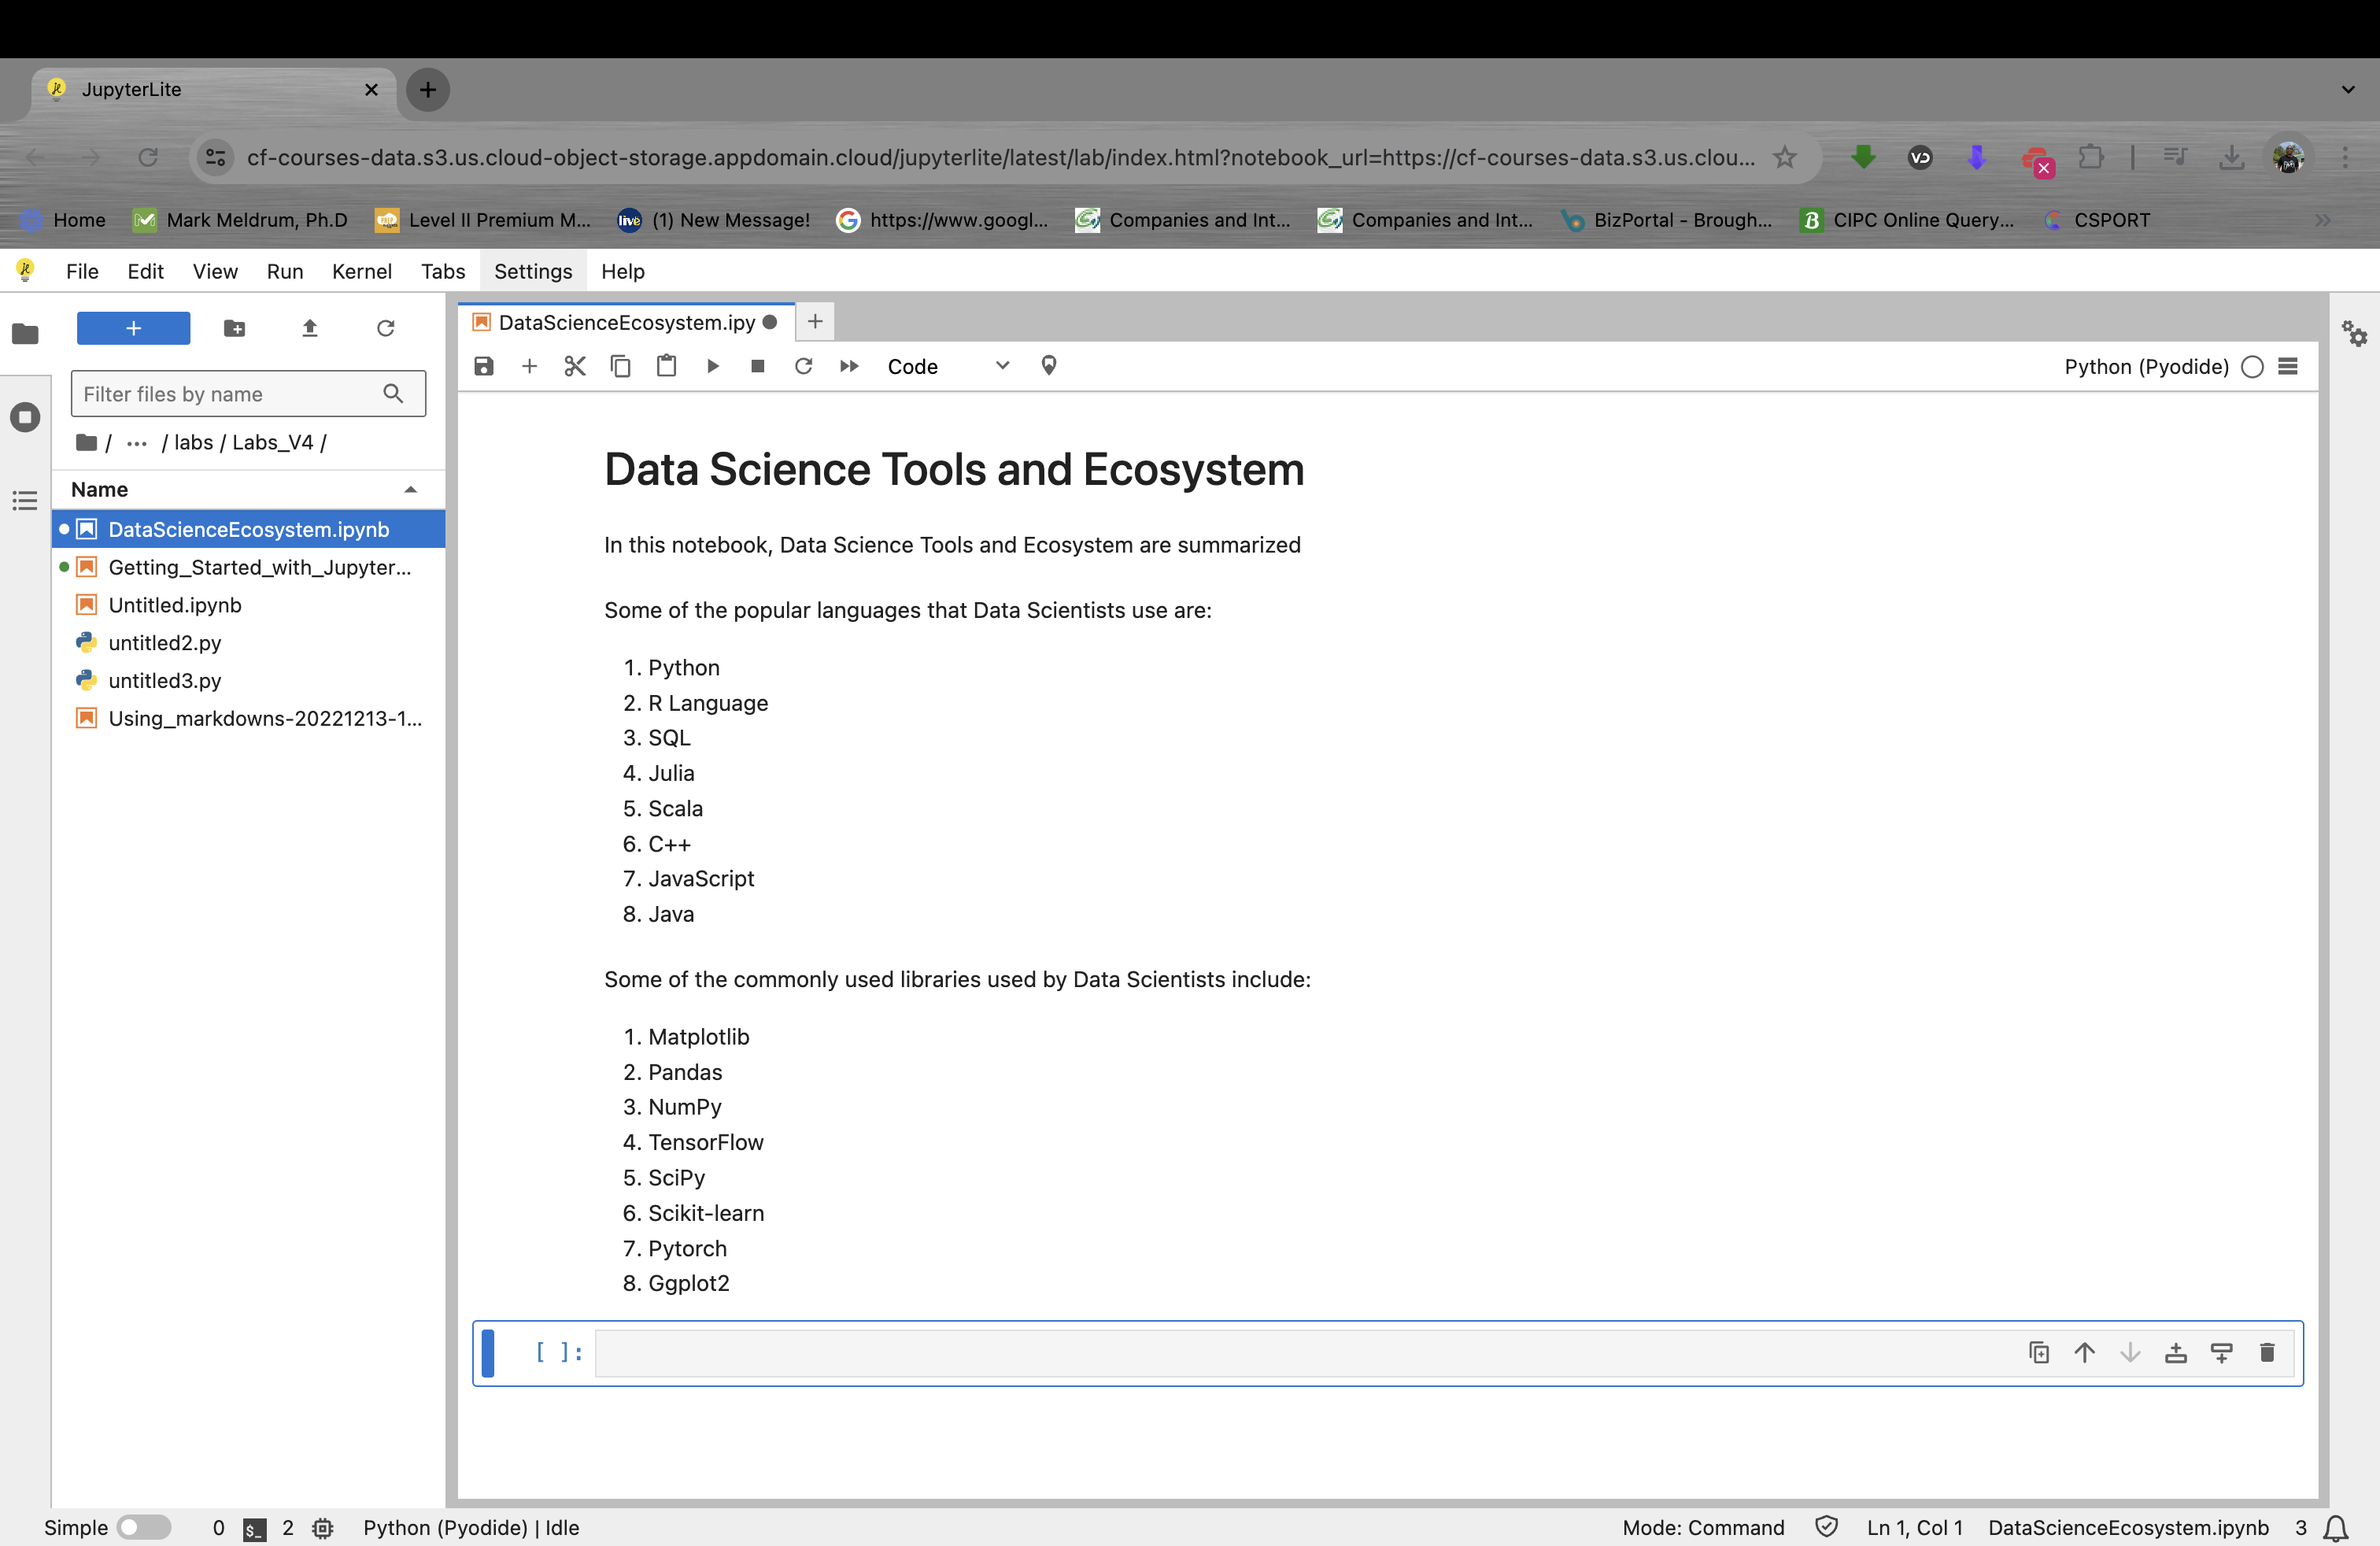 JupyterLite
cf-courses-data.s3.us.cloud-object-storage.appdomain.cloud/jupyterlite/latest/lab/index.html?notebook_url=https://cf-courses-data.s3.us.clou...
Home Mark Meldrum, Ph.D Level II Premium M... (1) New Message! https://www.googl... Companies and Int... Companies and Int... BizPortal - Brough... CIPC Online Query... CSPORT
File Edit View Run Kernel Tabs Settings Help
DataScienceEcosystem.ipy
Code Python (Pyodide)
Filter files by name
/ ... / labs / Labs_V4 /
Name
DataScienceEcosystem.ipynb
Getting_Started_with_Jupyter...
Untitled.ipynb
untitled2.py
untitled3.py
Using_markdowns-20221213-1...
Data Science Tools and Ecosystem
In this notebook, Data Science Tools and Ecosystem are summarized
Some of the popular languages that Data Scientists use are:
1. Python
2. R Language
3. SQL
4. Julia
5. Scala
6. C++
7. JavaScript
8. Java
Some of the commonly used libraries used by Data Scientists include:
1. Matplotlib
2. Pandas
3. NumPy
4. TensorFlow
5. SciPy
6. Scikit-learn
7. Pytorch
8. Ggplot2
[ ]:
Simple 0 $_ 2 Python (Pyodide) | Idle Mode: Command Ln 1, Col 1 DataScienceEcosystem.ipynb 3